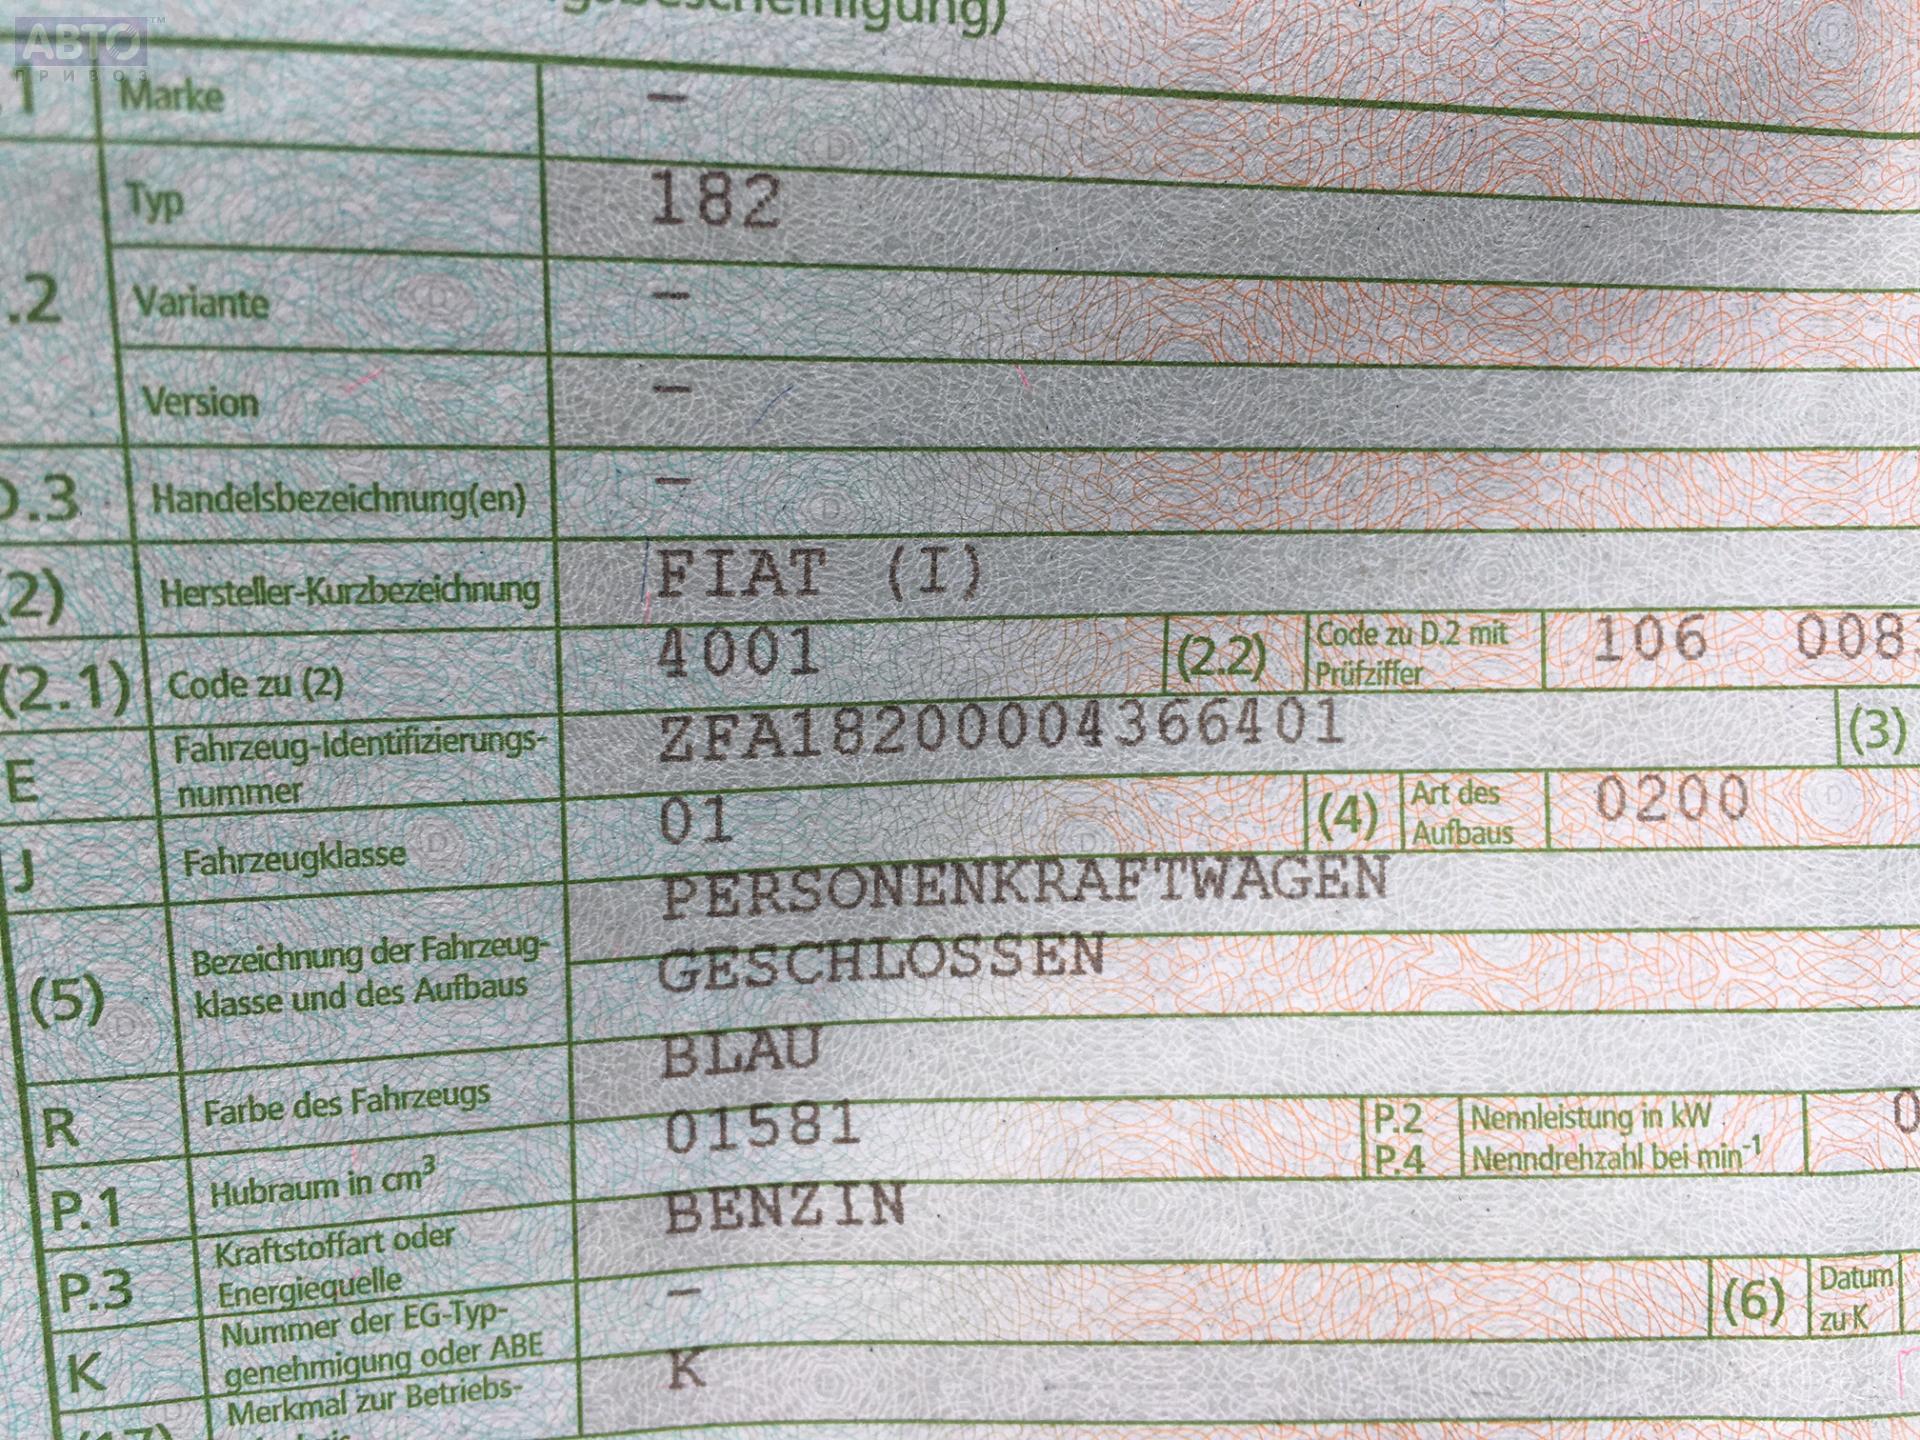 АВТО™
ПРИВОЗ
Marke –
Typ 182
.2 Variante –
Version –
D.3 Handelsbezeichnung(en) –
(2) Hersteller-Kurzbezeichnung FIAT (I)
(2.1) Code zu (2) 4001 (2.2) Code zu D.2 mit Prüfziffer 106 008
E Fahrzeug-Identifizierungs-
nummer ZFA18200004366401 (3)
J Fahrzeugklasse 01 (4) Art des Aufbaus 0200
(5) Bezeichnung der Fahrzeug-
klasse und des Aufbaus
PERSONENKRAFTWAGEN
GESCHLOSSEN
R Farbe des Fahrzeugs BLAU
P.1 Hubraum in cm³ 01581 P.2 Nennleistung in kW 0
P.4 Nenndrehzahl bei min⁻¹
P.3 Kraftstoffart oder
Energiequelle BENZIN
K Nummer der EG-Typ-
genehmigung oder ABE – (6) Datum zu K
Merkmal zur Betriebs- K